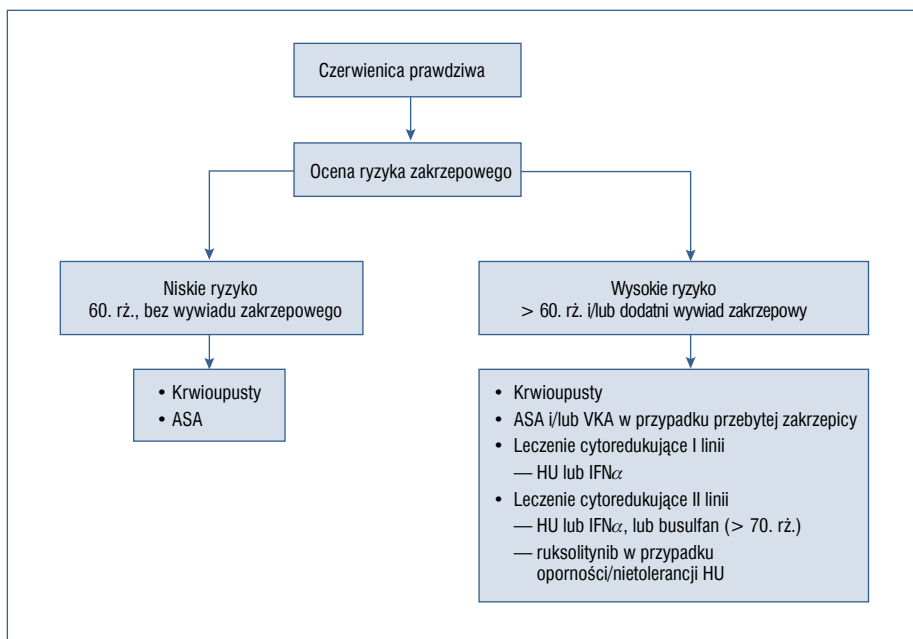 Czerwienica prawdziwa
Ocena ryzyka zakrzepowego
Niskie ryzyko
60. rż., bez wywiadu zakrzepowego
Wysokie ryzyko
> 60. rż. i/lub dodatni wywiad zakrzepowy
• Krwioupusty
• ASA
• Krwioupusty
• ASA i/lub VKA w przypadku przebytej zakrzepicy
• Leczenie cytoredukujące I linii
— HU lub IFNα
• Leczenie cytoredukujące II linii
— HU lub IFNα, lub busulfan (> 70. rż.)
— ruksolitynib w przypadku
oporności/nietolerancji HU